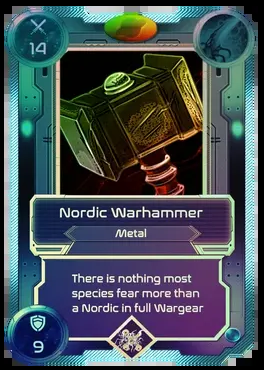 14
Nordic Warhammer
Metal
There is nothing most
species fear more than
a Nordic in full Wargear
9